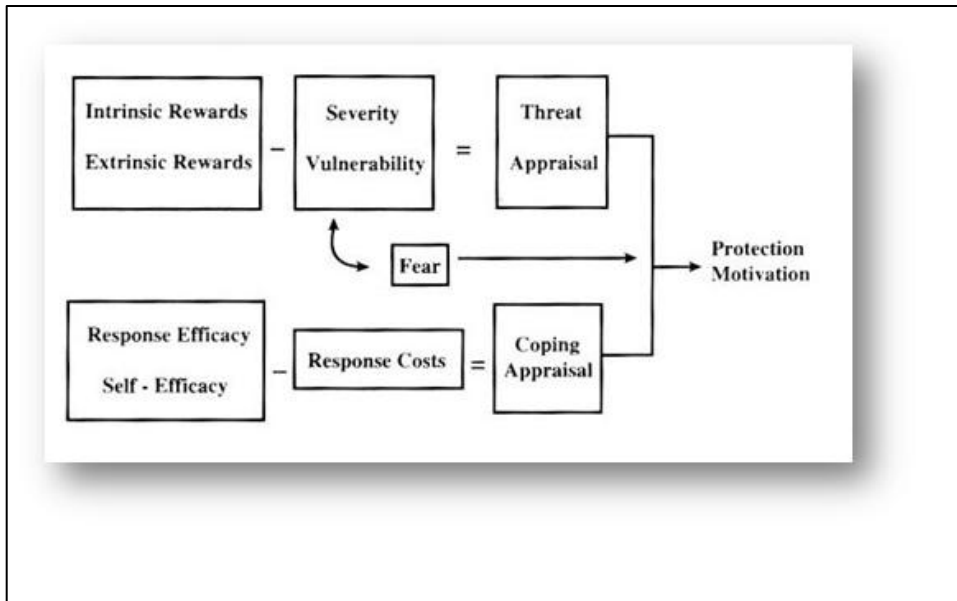 Intrinsic Rewards
Extrinsic Rewards
–
Severity
Vulnerability
=
Threat
Appraisal
Fear
Protection
Motivation
Response Efficacy
Self - Efficacy
–
Response Costs
=
Coping
Appraisal